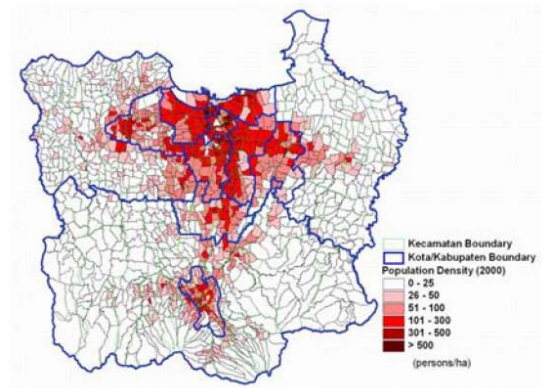 Kecamatan Boundary
Kota/Kabupaten Boundary
Population Density (2000)
0 - 25
26 - 50
51 - 100
101 - 300
301 - 500
> 500
(persons/ha)